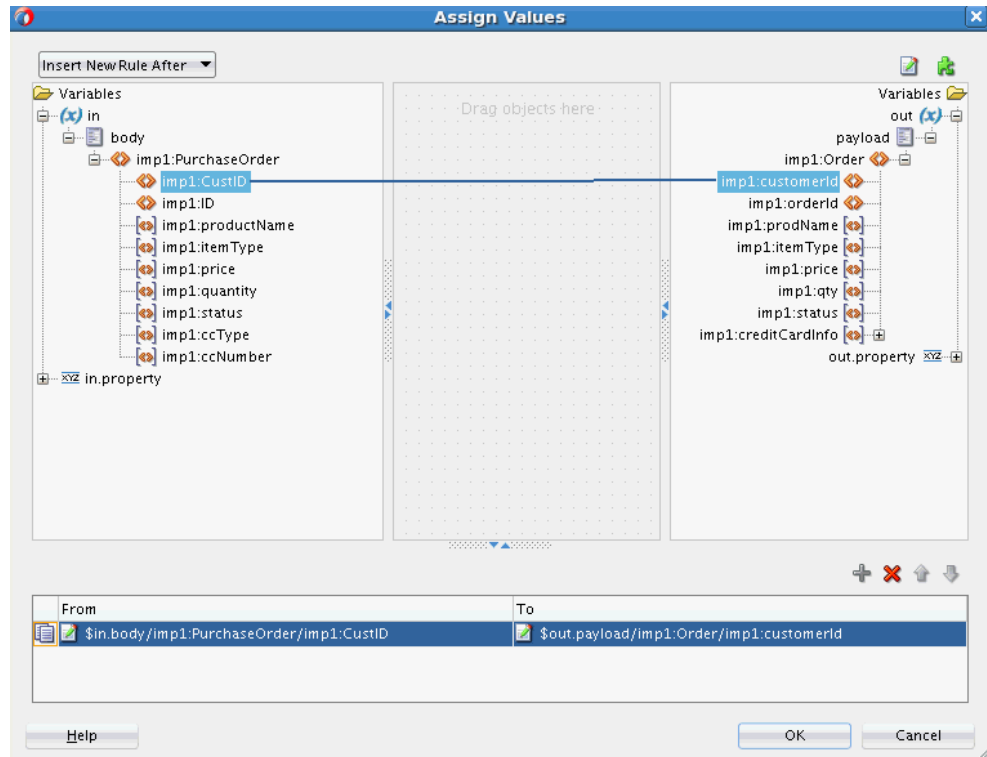 Assign Values
Insert New Rule After
Variables
(x) in
body
imp1:PurchaseOrder
imp1:CustID
imp1:ID
imp1:productName
imp1:itemType
imp1:price
imp1:quantity
imp1:status
imp1:ccType
imp1:ccNumber
XYZ in.property
Drag objects here
Variables
out (x)
payload
imp1:Order
imp1:customerId
imp1:orderId
imp1:prodName
imp1:itemType
imp1:price
imp1:qty
imp1:status
imp1:creditCardInfo
out.property XYZ
From To
$in.body/imp1:PurchaseOrder/imp1:CustID $out.payload/imp1:Order/imp1:customerId
Help OK Cancel